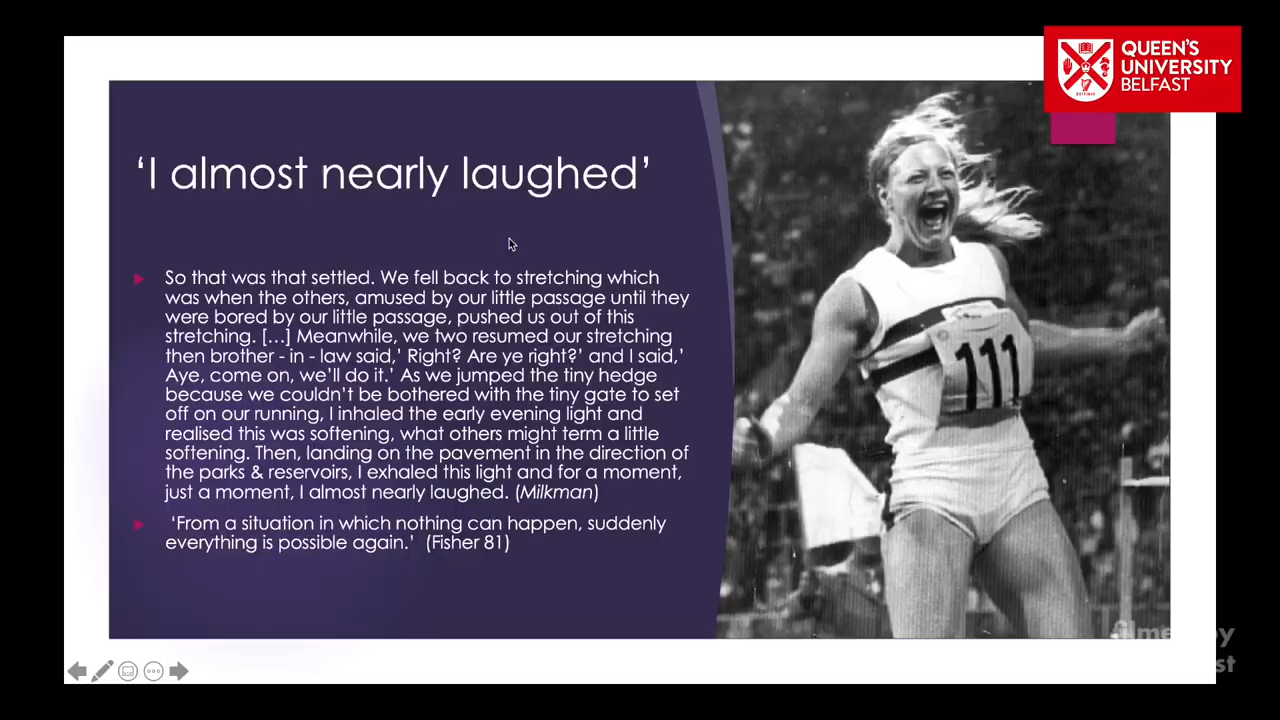 QUEEN'S
UNIVERSITY
BELFAST
‘I almost nearly laughed’
So that was that settled. We fell back to stretching which
was when the others, amused by our little passage until they
were bored by our little passage, pushed us out of this
stretching. […] Meanwhile, we two resumed our stretching
then brother - in - law said,’ Right? Are ye right?’ and I said,’
Aye, come on, we’ll do it.’ As we jumped the tiny hedge
because we couldn’t be bothered with the tiny gate to set
off on our running, I inhaled the early evening light and
realised this was softening, what others might term a little
softening. Then, landing on the pavement in the direction of
the parks & reservoirs, I exhaled this light and for a moment,
just a moment, I almost nearly laughed. (Milkman)
‘From a situation in which nothing can happen, suddenly
everything is possible again.’ (Fisher 81)
111